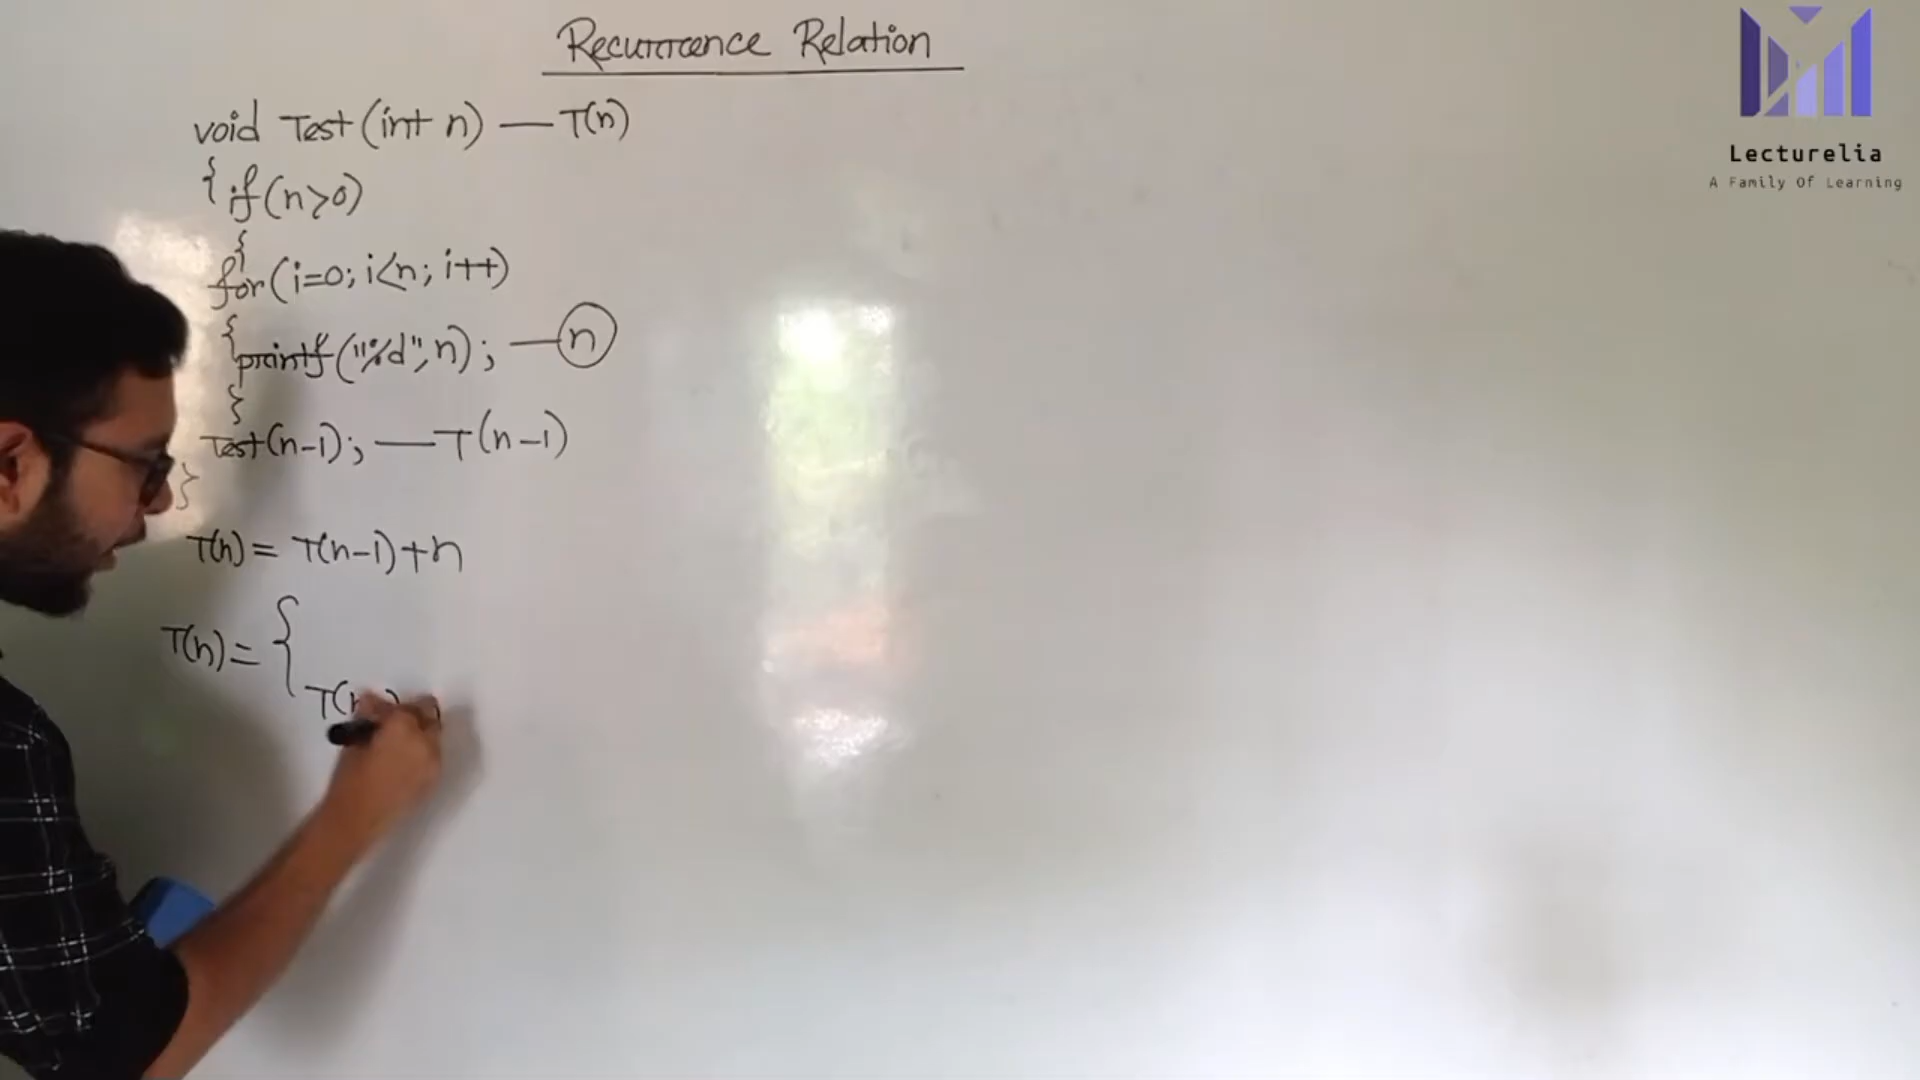 Recurrence Relation
Lecturelia
A Family Of Learning
void Test(int n) — T(n)
{ if(n>0)
{
for(i=0; i<n; i++)
{ printf("%d", n); — n
}
Test(n-1); — T(n-1)
}
T(n) = T(n-1)+n
T(n) = {